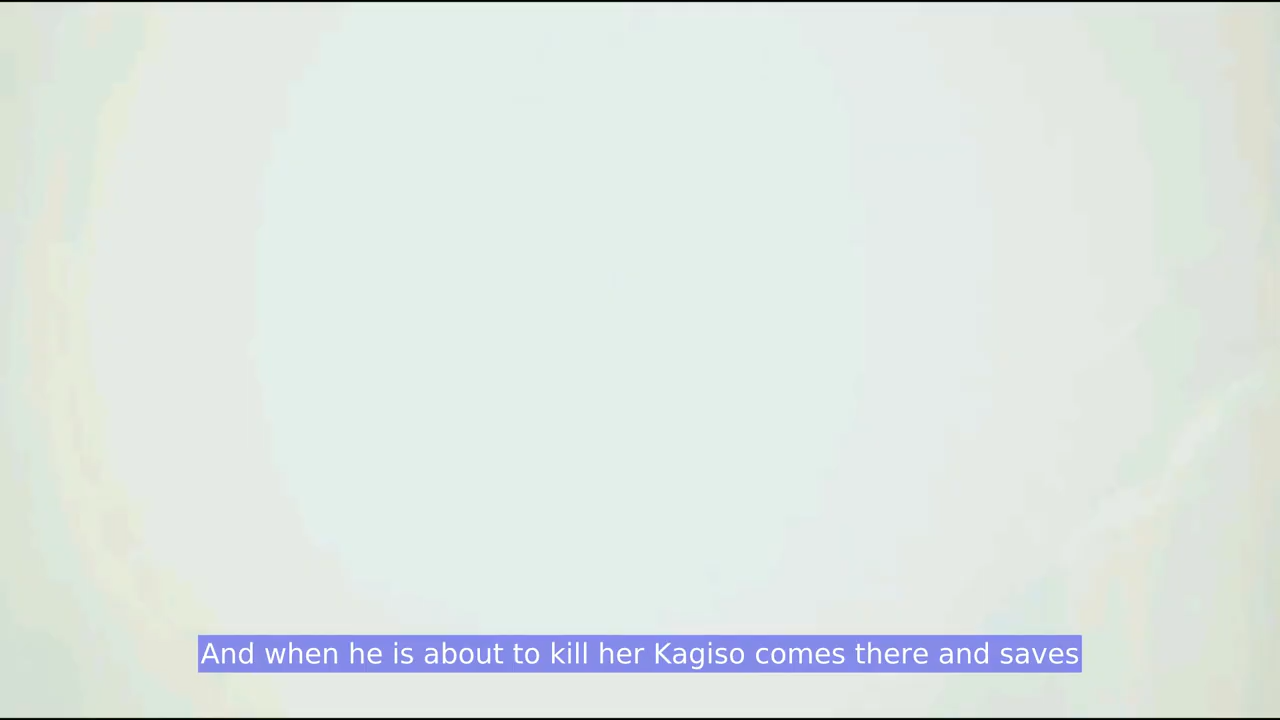 And when he is about to kill her Kagiso comes there and saves